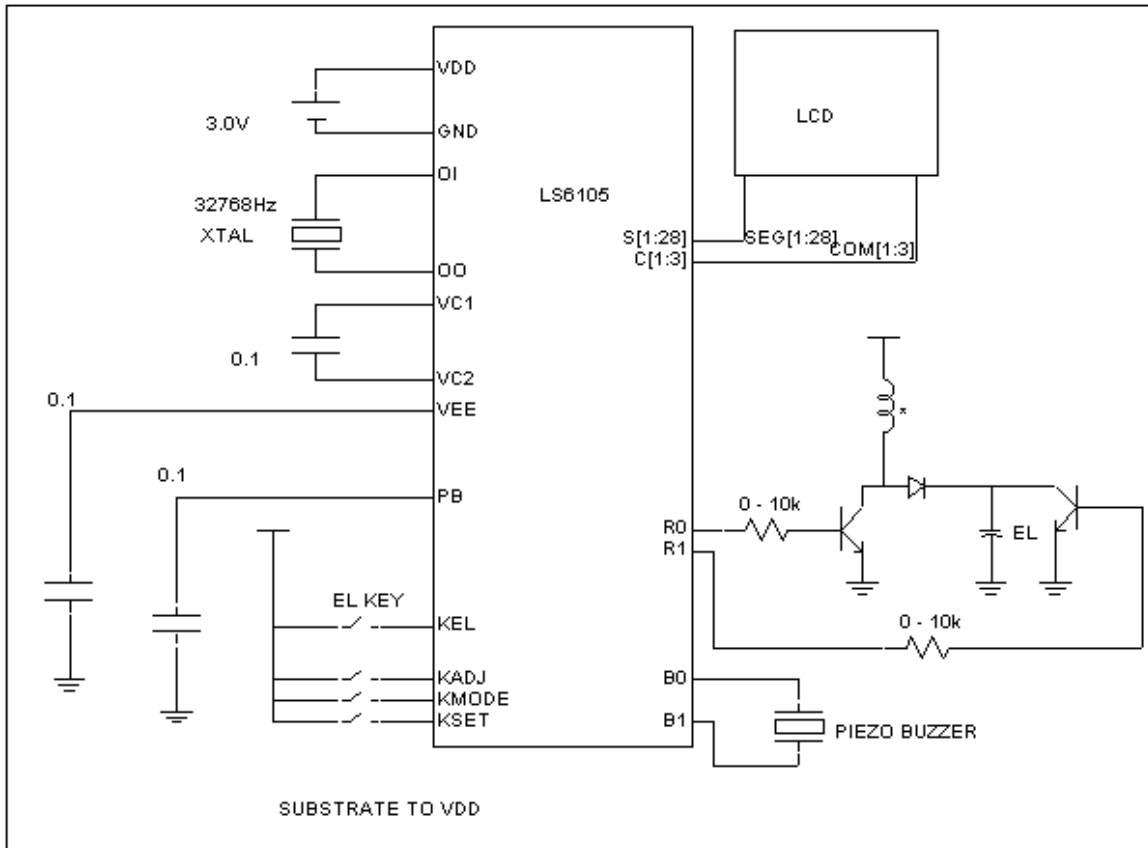 VDD
3.0V
GND
OI
LS6105
LCD
32768Hz
XTAL
OO
S[1:28]
SEG[1:28]
C[1:3]
COM[1:3]
VC1
0.1
VC2
0.1
VEE
*
0.1
PB
0 - 10k
R0
R1
EL
EL KEY
KEL
0 - 10k
KADJ
KMODE
KSET
B0
B1
PIEZO BUZZER
SUBSTRATE TO VDD